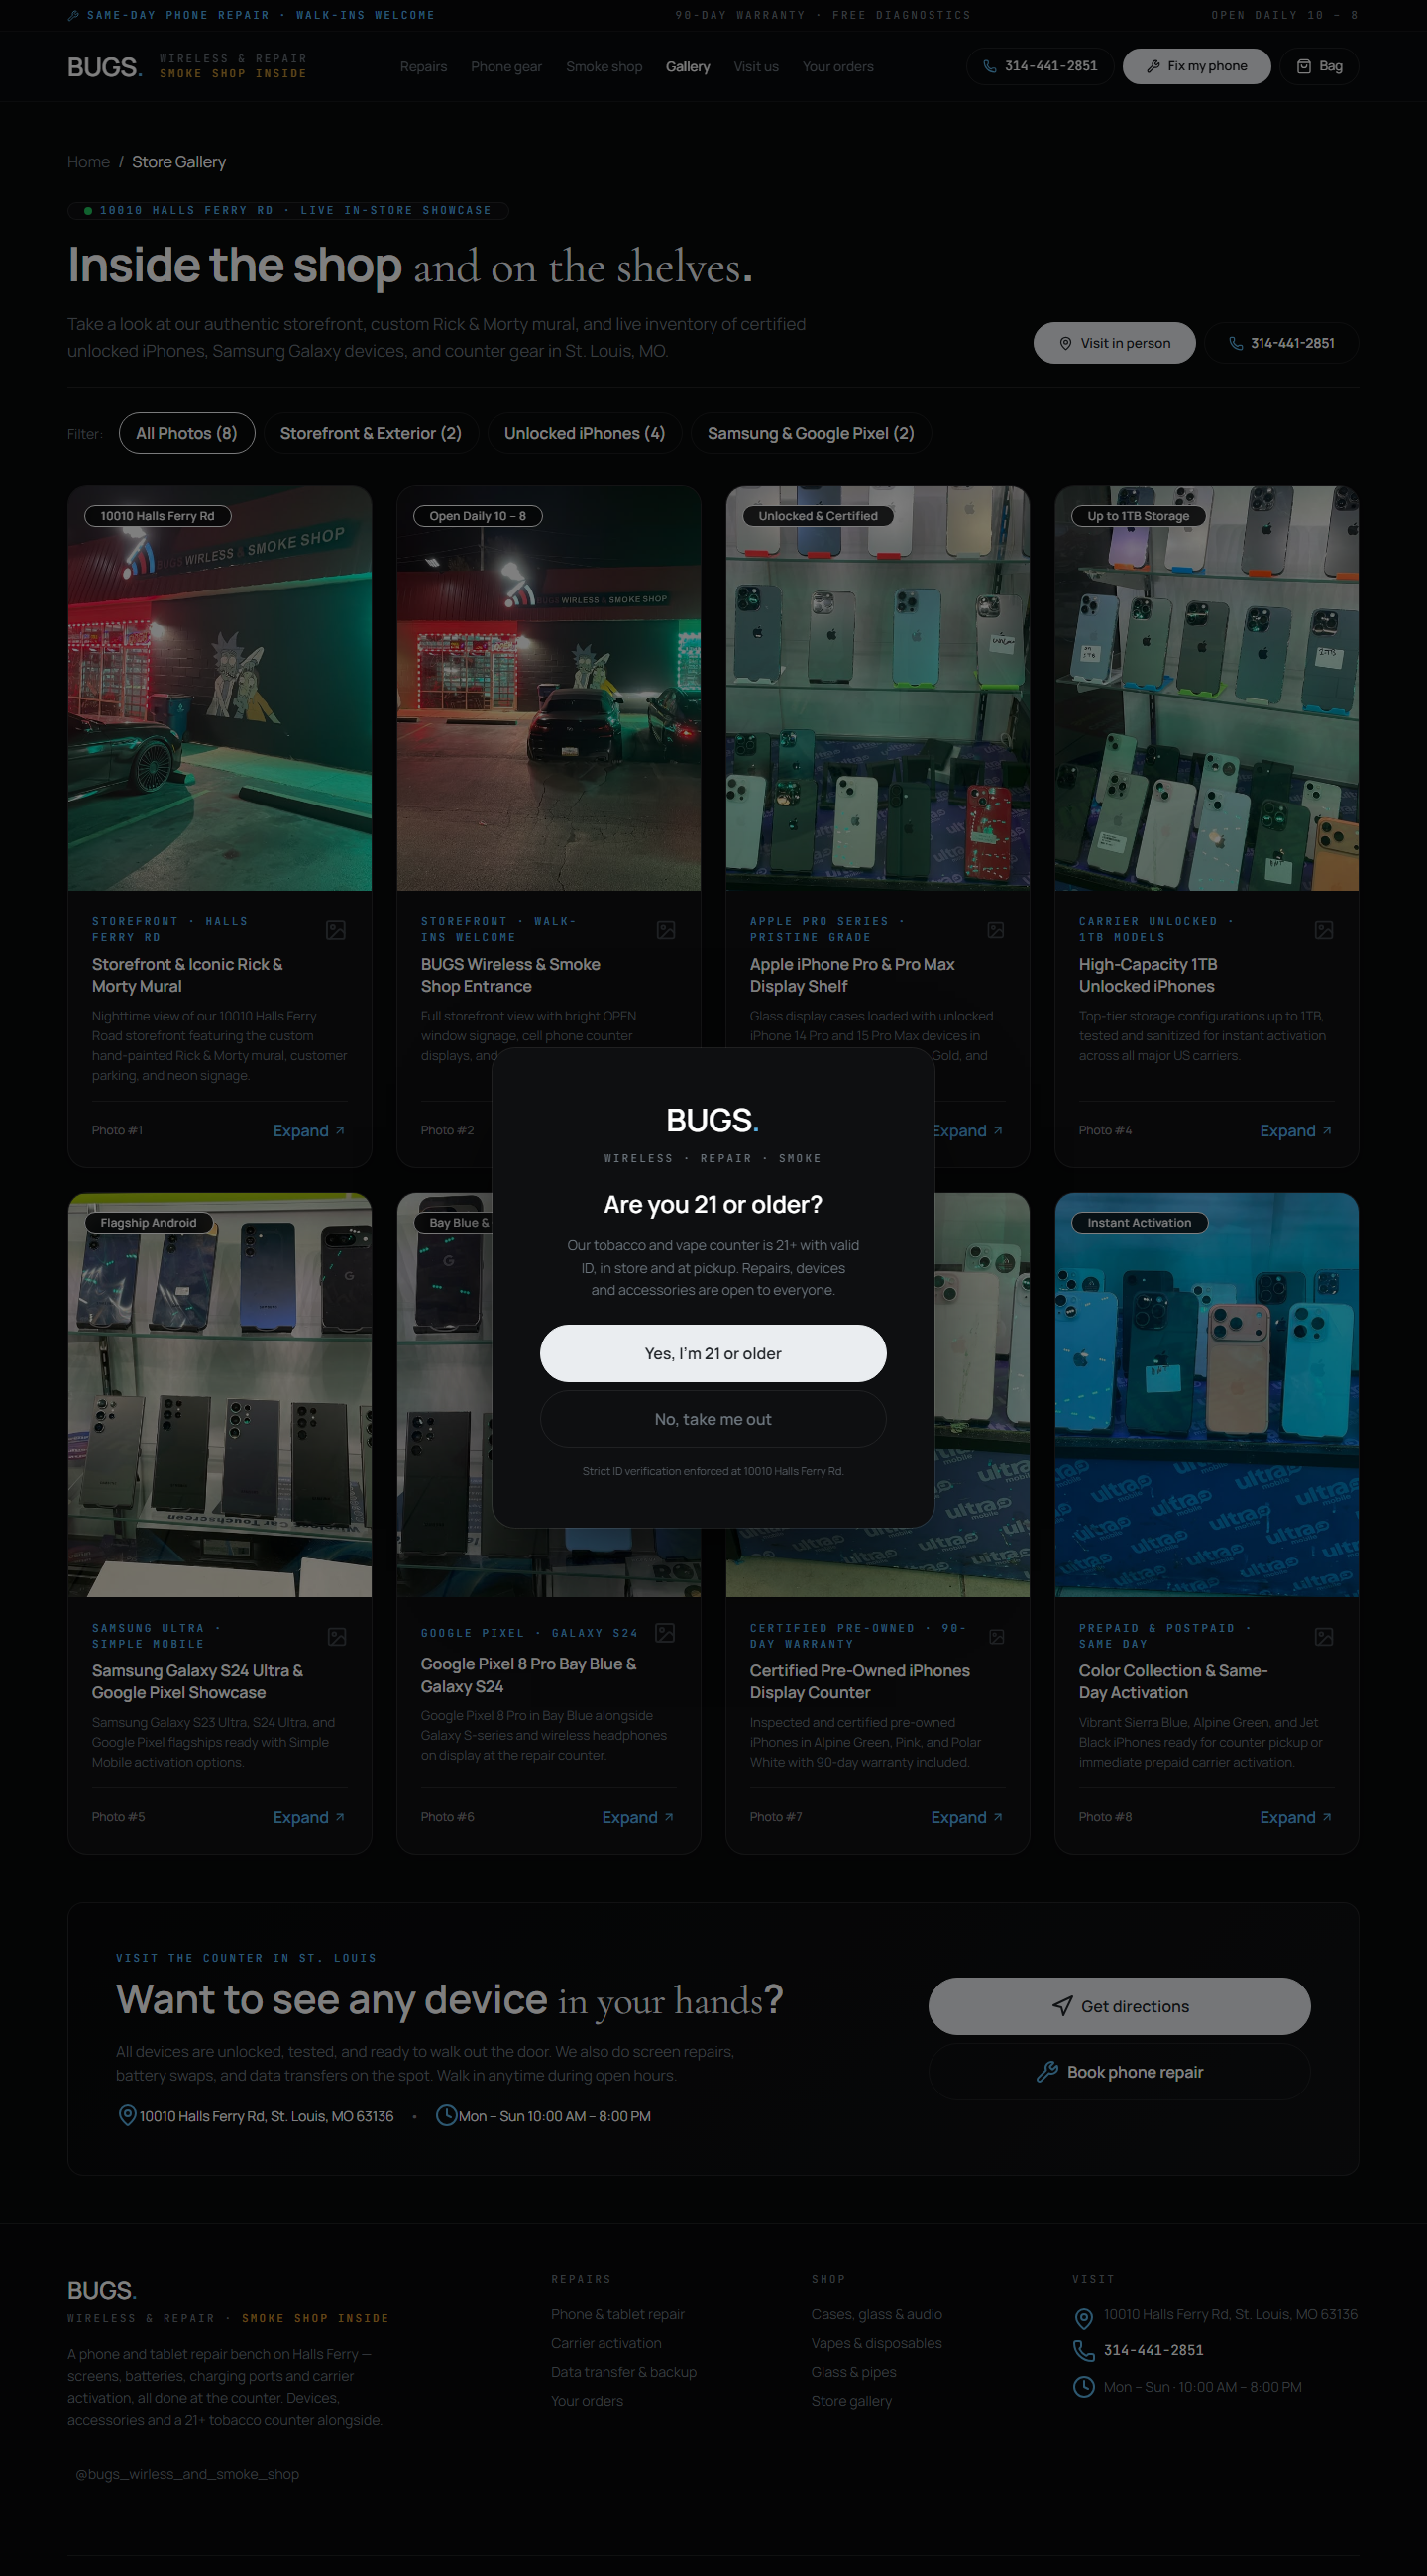 SAME-DAY PHONE REPAIR · WALK-INS WELCOME
90-DAY WARRANTY · FREE DIAGNOSTICS
OPEN DAILY 10 – 8
BUGS.
WIRELESS & REPAIR
SMOKE SHOP INSIDE
Repairs
Phone gear
Smoke shop
Gallery
Visit us
Your orders
314-441-2851
Fix my phone
Bag
Home / Store Gallery
10010 HALLS FERRY RD · LIVE IN-STORE SHOWCASE
Inside the shop and on the shelves.
Take a look at our authentic storefront, custom Rick & Morty mural, and live inventory of certified
unlocked iPhones, Samsung Galaxy devices, and counter gear in St. Louis, MO.
Visit in person
314-441-2851
Filter:
All Photos (8)
Storefront & Exterior (2)
Unlocked iPhones (4)
Samsung & Google Pixel (2)
10010 Halls Ferry Rd
BUGS WIRLESS & SMOKE SHOP
Open Daily 10 – 8
WIRLESS & SMOKE SHOP
Unlocked & Certified
Up to 1TB Storage
STOREFRONT · HALLS
FERRY RD
Storefront & Iconic Rick &
Morty Mural
Nighttime view of our 10010 Halls Ferry
Road storefront featuring the custom
hand-painted Rick & Morty mural, customer
parking, and neon signage.
Photo #1
Expand
STOREFRONT · WALK-
INS WELCOME
BUGS Wireless & Smoke
Shop Entrance
Full storefront view with bright OPEN
window signage, cell phone counter
displays, and
Photo #2
APPLE PRO SERIES ·
PRISTINE GRADE
Apple iPhone Pro & Pro Max
Display Shelf
Glass display cases loaded with unlocked
iPhone 14 Pro and 15 Pro Max devices in
Gold, and
Expand
CARRIER UNLOCKED ·
1TB MODELS
High-Capacity 1TB
Unlocked iPhones
Top-tier storage configurations up to 1TB,
tested and sanitized for instant activation
across all major US carriers.
Photo #4
Expand
BUGS.
WIRELESS · REPAIR · SMOKE
Are you 21 or older?
Our tobacco and vape counter is 21+ with valid
ID, in store and at pickup. Repairs, devices
and accessories are open to everyone.
Yes, I'm 21 or older
No, take me out
Strict ID verification enforced at 10010 Halls Ferry Rd.
Flagship Android
Bay Blue &
Instant Activation
ultra
mobile
SAMSUNG ULTRA ·
SIMPLE MOBILE
Samsung Galaxy S24 Ultra &
Google Pixel Showcase
Samsung Galaxy S23 Ultra, S24 Ultra, and
Google Pixel flagships ready with Simple
Mobile activation options.
Photo #5
Expand
GOOGLE PIXEL · GALAXY S24
Google Pixel 8 Pro Bay Blue &
Galaxy S24
Google Pixel 8 Pro in Bay Blue alongside
Galaxy S-series and wireless headphones
on display at the repair counter.
Photo #6
Expand
CERTIFIED PRE-OWNED · 90-
DAY WARRANTY
Certified Pre-Owned iPhones
Display Counter
Inspected and certified pre-owned
iPhones in Alpine Green, Pink, and Polar
White with 90-day warranty included.
Photo #7
Expand
PREPAID & POSTPAID ·
SAME DAY
Color Collection & Same-
Day Activation
Vibrant Sierra Blue, Alpine Green, and Jet
Black iPhones ready for counter pickup or
immediate prepaid carrier activation.
Photo #8
Expand
VISIT THE COUNTER IN ST. LOUIS
Want to see any device in your hands?
All devices are unlocked, tested, and ready to walk out the door. We also do screen repairs,
battery swaps, and data transfers on the spot. Walk in anytime during open hours.
10010 Halls Ferry Rd, St. Louis, MO 63136 • Mon – Sun 10:00 AM – 8:00 PM
Get directions
Book phone repair
BUGS.
WIRELESS & REPAIR · SMOKE SHOP INSIDE
A phone and tablet repair bench on Halls Ferry —
screens, batteries, charging ports and carrier
activation, all done at the counter. Devices,
accessories and a 21+ tobacco counter alongside.
@bugs_wirless_and_smoke_shop
REPAIRS
Phone & tablet repair
Carrier activation
Data transfer & backup
Your orders
SHOP
Cases, glass & audio
Vapes & disposables
Glass & pipes
Store gallery
VISIT
10010 Halls Ferry Rd, St. Louis, MO 63136
314-441-2851
Mon – Sun · 10:00 AM – 8:00 PM